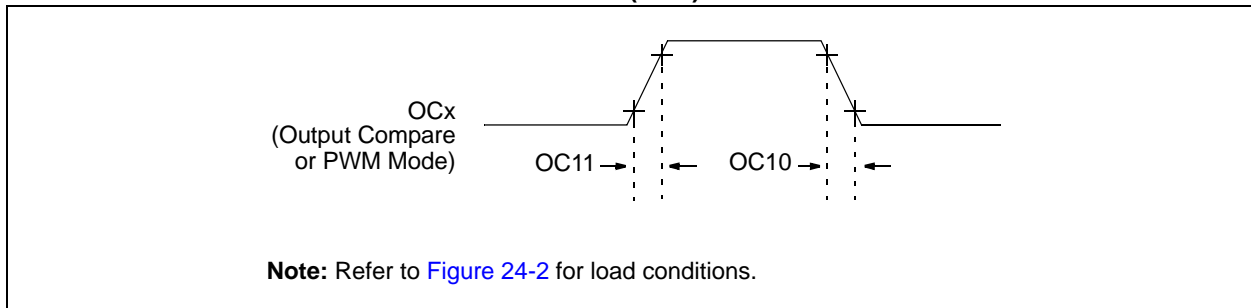 OCx
(Output Compare
or PWM Mode)
OC11
OC10
Note: Refer to Figure 24-2 for load conditions.